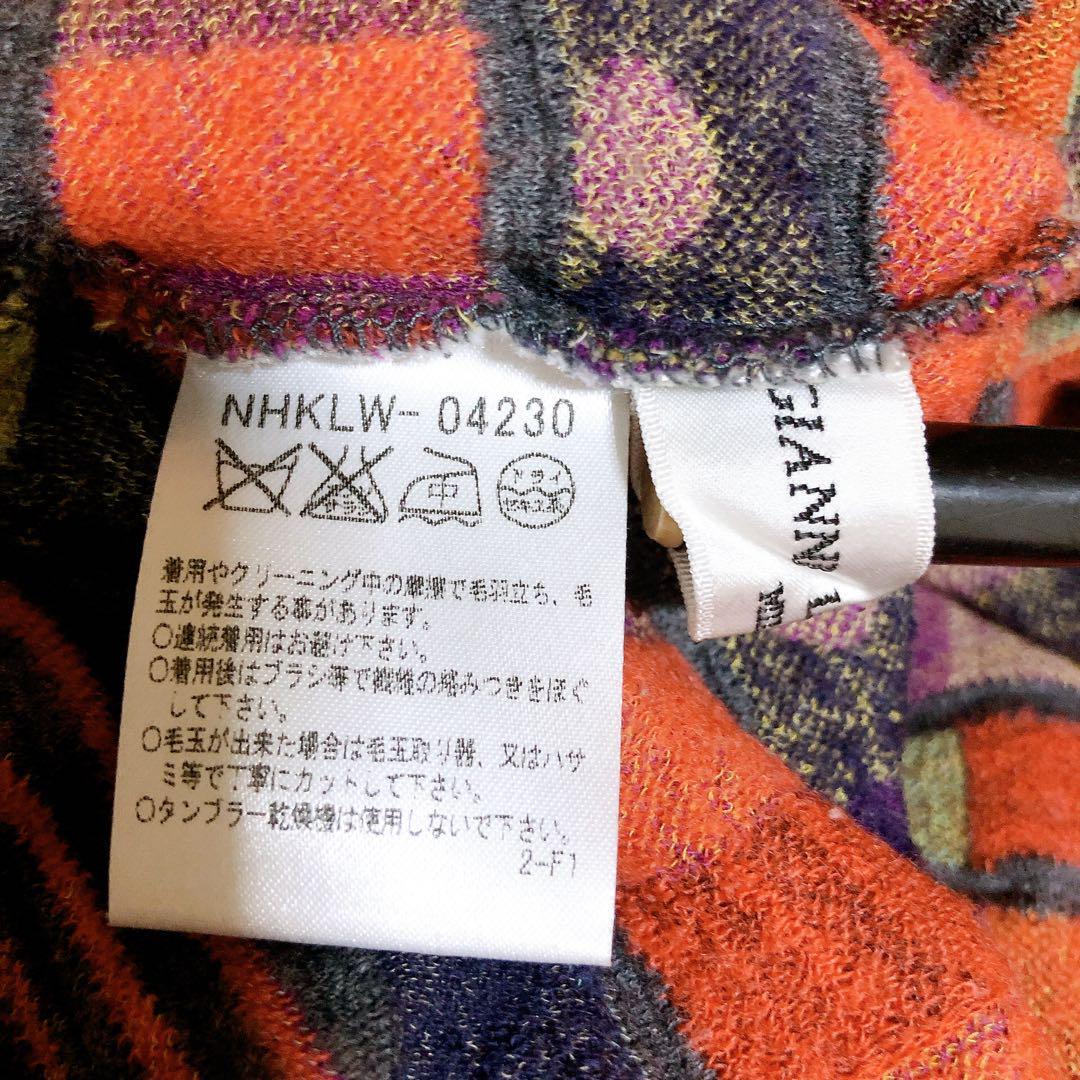 NHKLW-04230
中
ドライ
セキユ系
着用やクリーニング中の摩擦で毛羽立ち、毛
玉が発生する事があります。
○連続着用はお避け下さい。
○着用後はブラシ等で繊維の絡みつきをほぐ
して下さい。
○毛玉が出来た場合は毛玉取り器、又はハサ
ミ等で丁寧にカットして下さい。
○タンブラー乾燥機は使用しないで下さい。
2-F1
GIANN